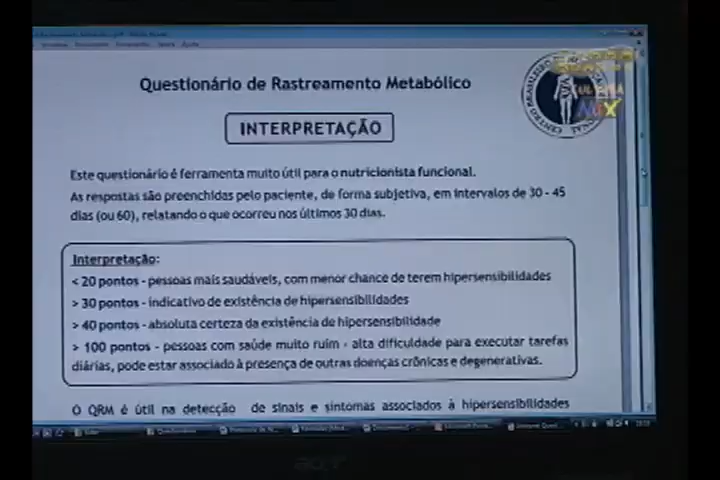 Questionário de Rastreamento Metabólico
INTERPRETAÇÃO
Este questionário é ferramenta muito útil para o nutricionista funcional.
As respostas são preenchidas pelo paciente, de forma subjetiva, em intervalos de 30 - 45
dias (ou 60), relatando o que ocorreu nos últimos 30 dias.
Interpretação:
< 20 pontos - pessoas mais saudáveis, com menor chance de terem hipersensibilidades
> 30 pontos - indicativo de existência de hipersensibilidades
> 40 pontos - absoluta certeza da existência de hipersensibilidade
> 100 pontos - pessoas com saúde muito ruim - alta dificuldade para executar tarefas
diárias, pode estar associado à presença de outras doenças crônicas e degenerativas.
O QRM é útil na detecção de sinais e sintomas associados à hipersensibilidades
acer